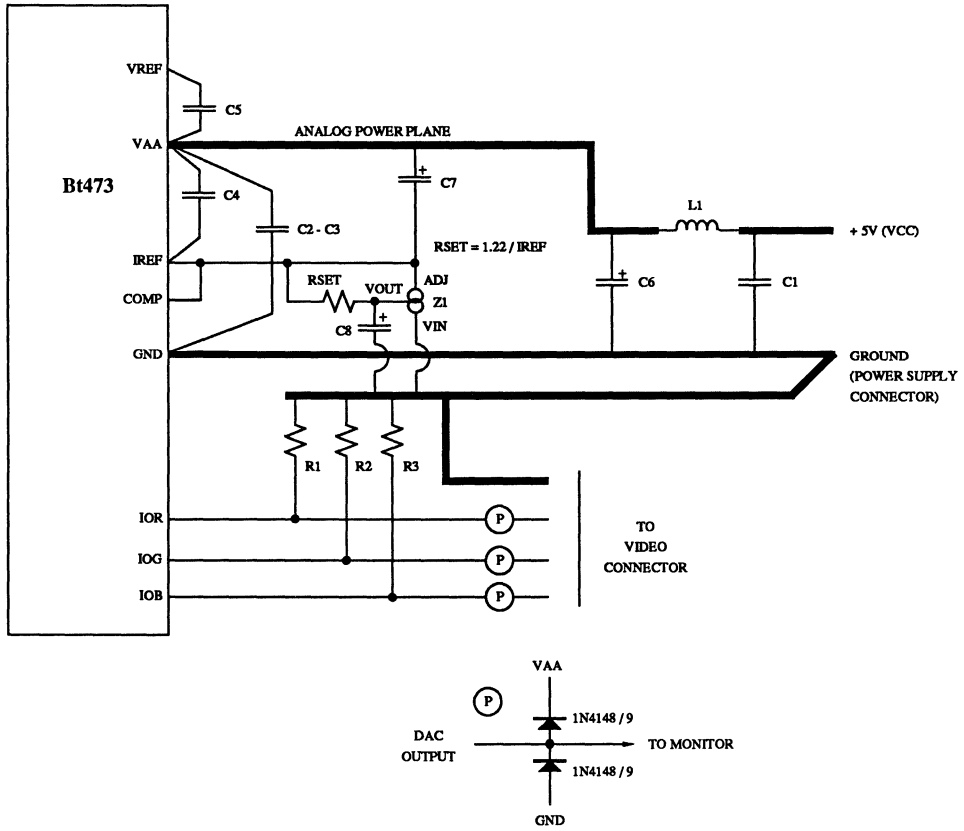 VREF
C5
VAA
ANALOG POWER PLANE
Bt473
C4
C7
C2 - C3
L1
+ 5V (VCC)
IREF
RSET = 1.22 / IREF
RSET
VOUT
ADJ
Z1
COMP
C8
+
VIN
+
C6
C1
+
GND
GROUND
(POWER SUPPLY
CONNECTOR)
R1
R2
R3
IOR
P
IOG
P
IOB
P
TO
VIDEO
CONNECTOR
VAA
P
1N4148 / 9
DAC
OUTPUT
TO MONITOR
1N4148 / 9
GND